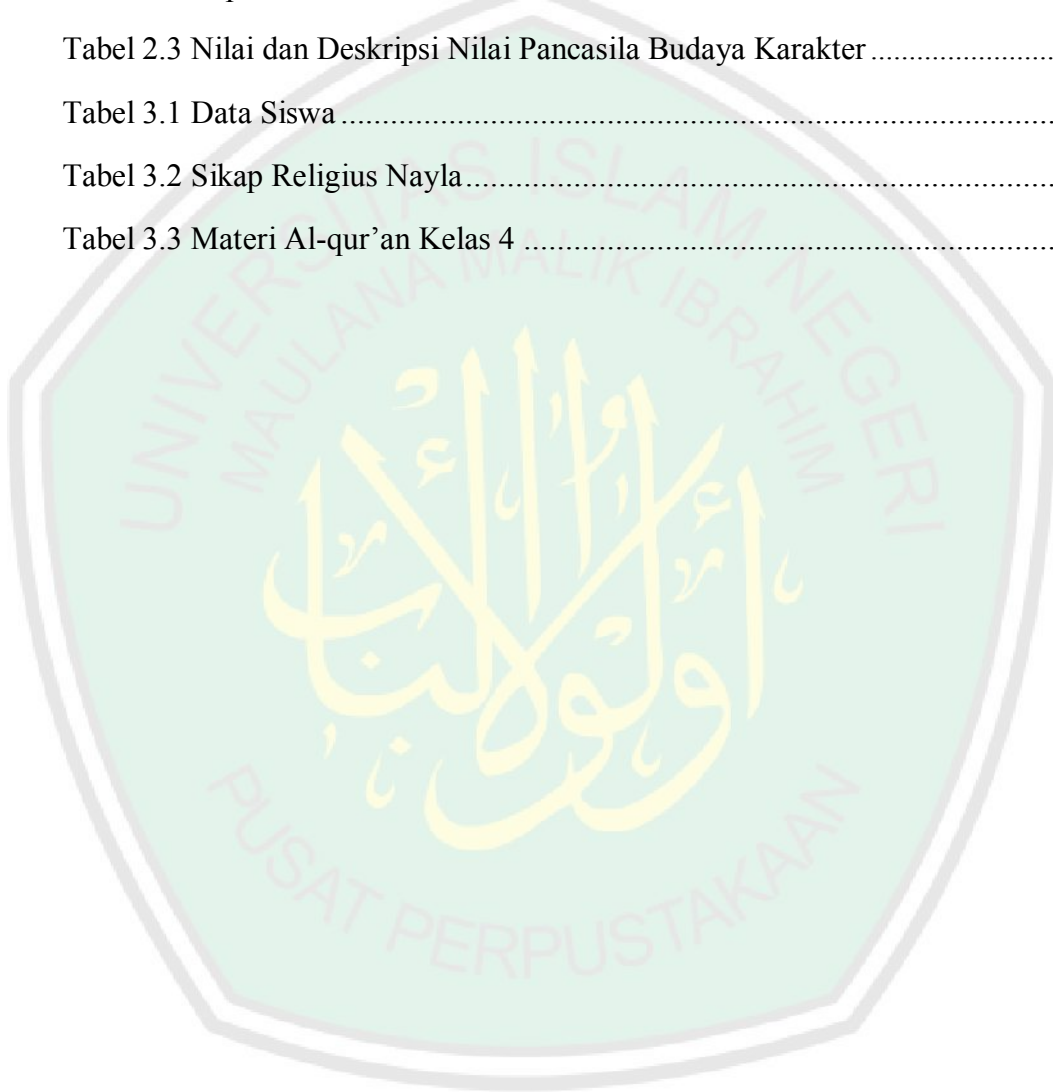 Tabel 2.3 Nilai dan Deskripsi Nilai Pancasila Budaya Karakter .......................
Tabel 3.1 Data Siswa .......................................................................................
Tabel 3.2 Sikap Religius Nayla........................................................................
Tabel 3.3 Materi Al-qur’an Kelas 4 .................................................................
UNIVERSITAS ISLAM NEGERI
MAULANA MALIK IBRAHIM
أولو الألباب
PUSAT PERPUSTAKAAN